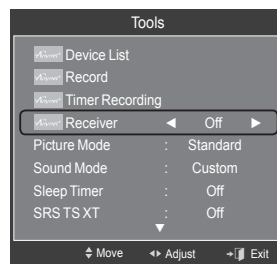 Tools
Device List
Record
Timer Recording
Receiver ◄ Off ►
Picture Mode : Standard
Sound Mode : Custom
Sleep Timer : Off
SRS TS XT : Off
▼
Move Adjust Exit